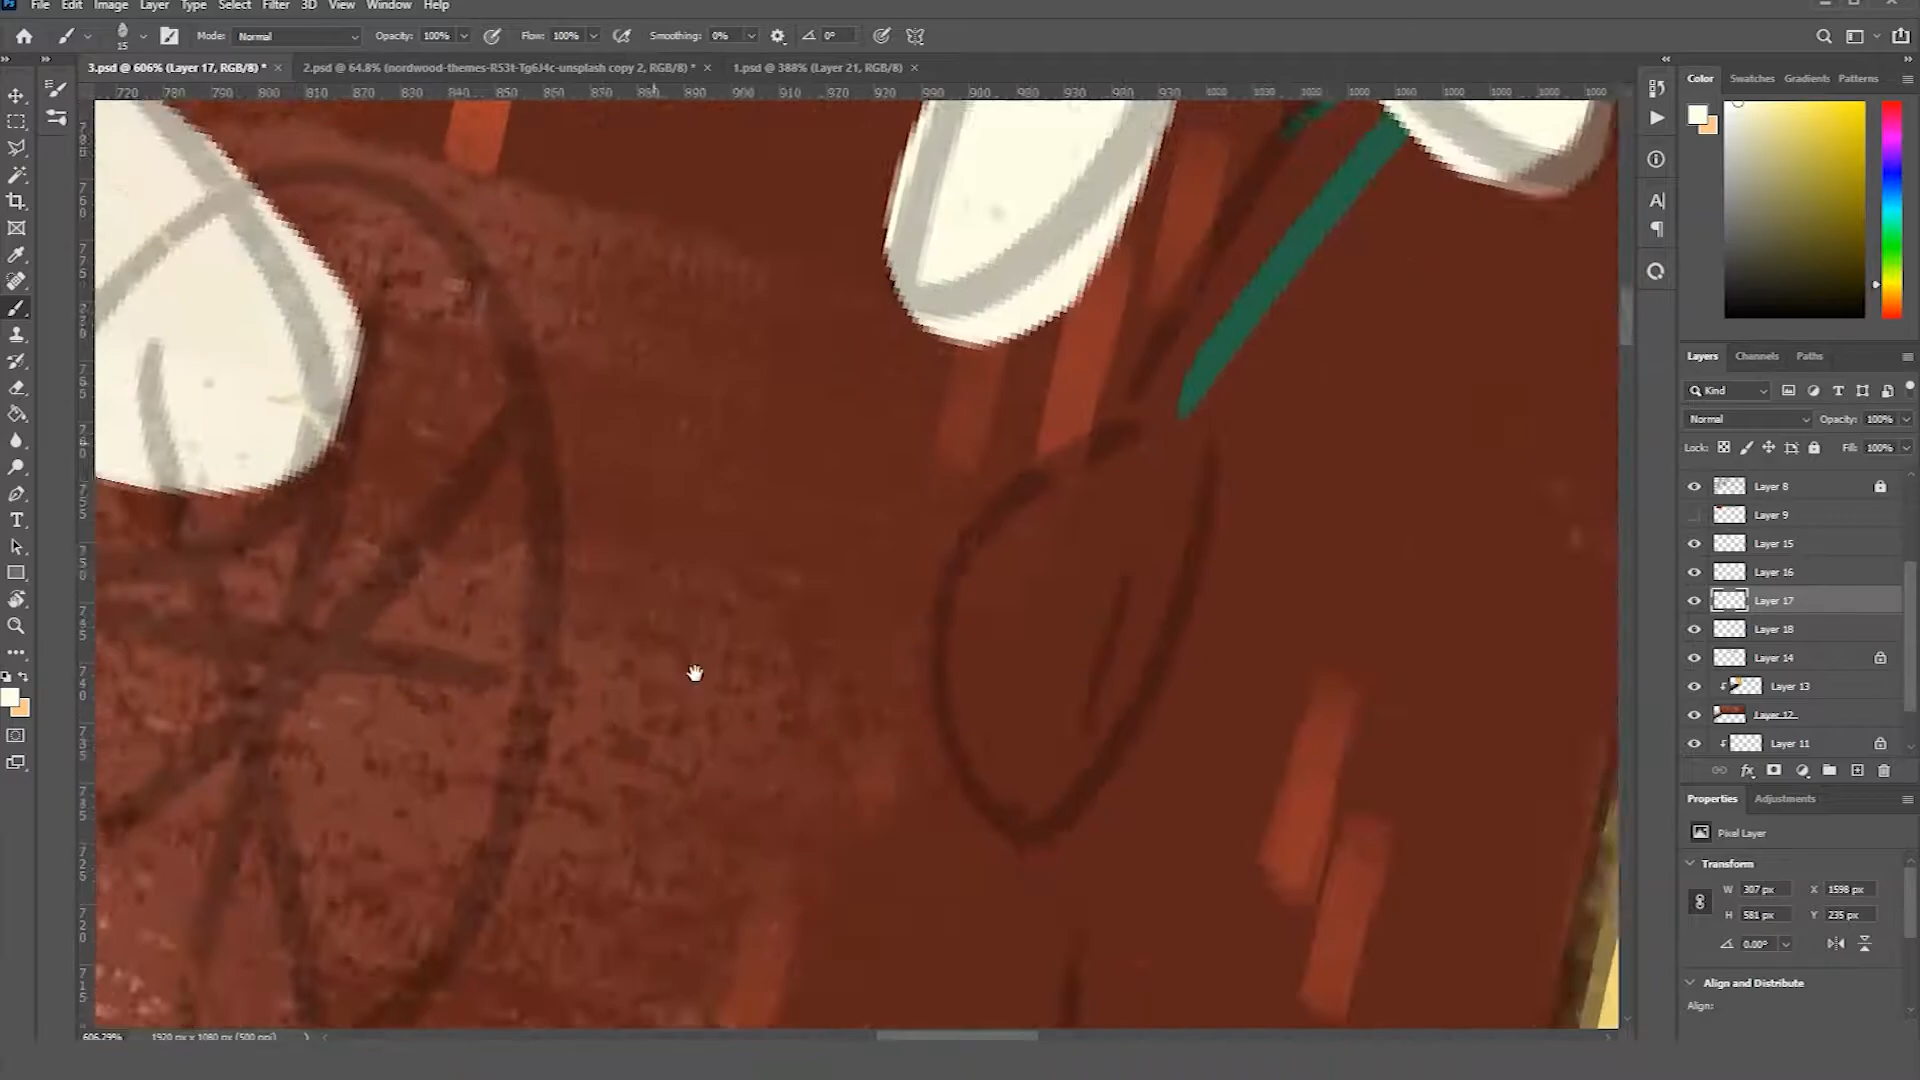 File Edit Image Layer Type Select Filter 3D View Window Help
15 Mode: Normal Opacity: 100% Flow: 100% Smoothing: 0% 0°
3.psd @ 606% (Layer 17, RGB/8) * × 2.psd @ 64.8% (nordwood-themes-R53t-Tg6J4c-unsplash copy 2, RGB/8) * × 1.psd @ 388% (Layer 21, RGB/8) ×
Color Swatches Gradients Patterns
Layers Channels Paths
Kind
Normal Opacity: 100%
Lock: Fill: 100%
Layer 8
Layer 9
Layer 15
Layer 16
Layer 17
Layer 18
Layer 14
Layer 13
Layer 12
Layer 11
Properties Adjustments
Pixel Layer
Transform
W 307 px X 1598 px
H 581 px Y 235 px
0.00°
Align and Distribute
Align:
606.29% 1920 px x 1080 px (500 ppi)